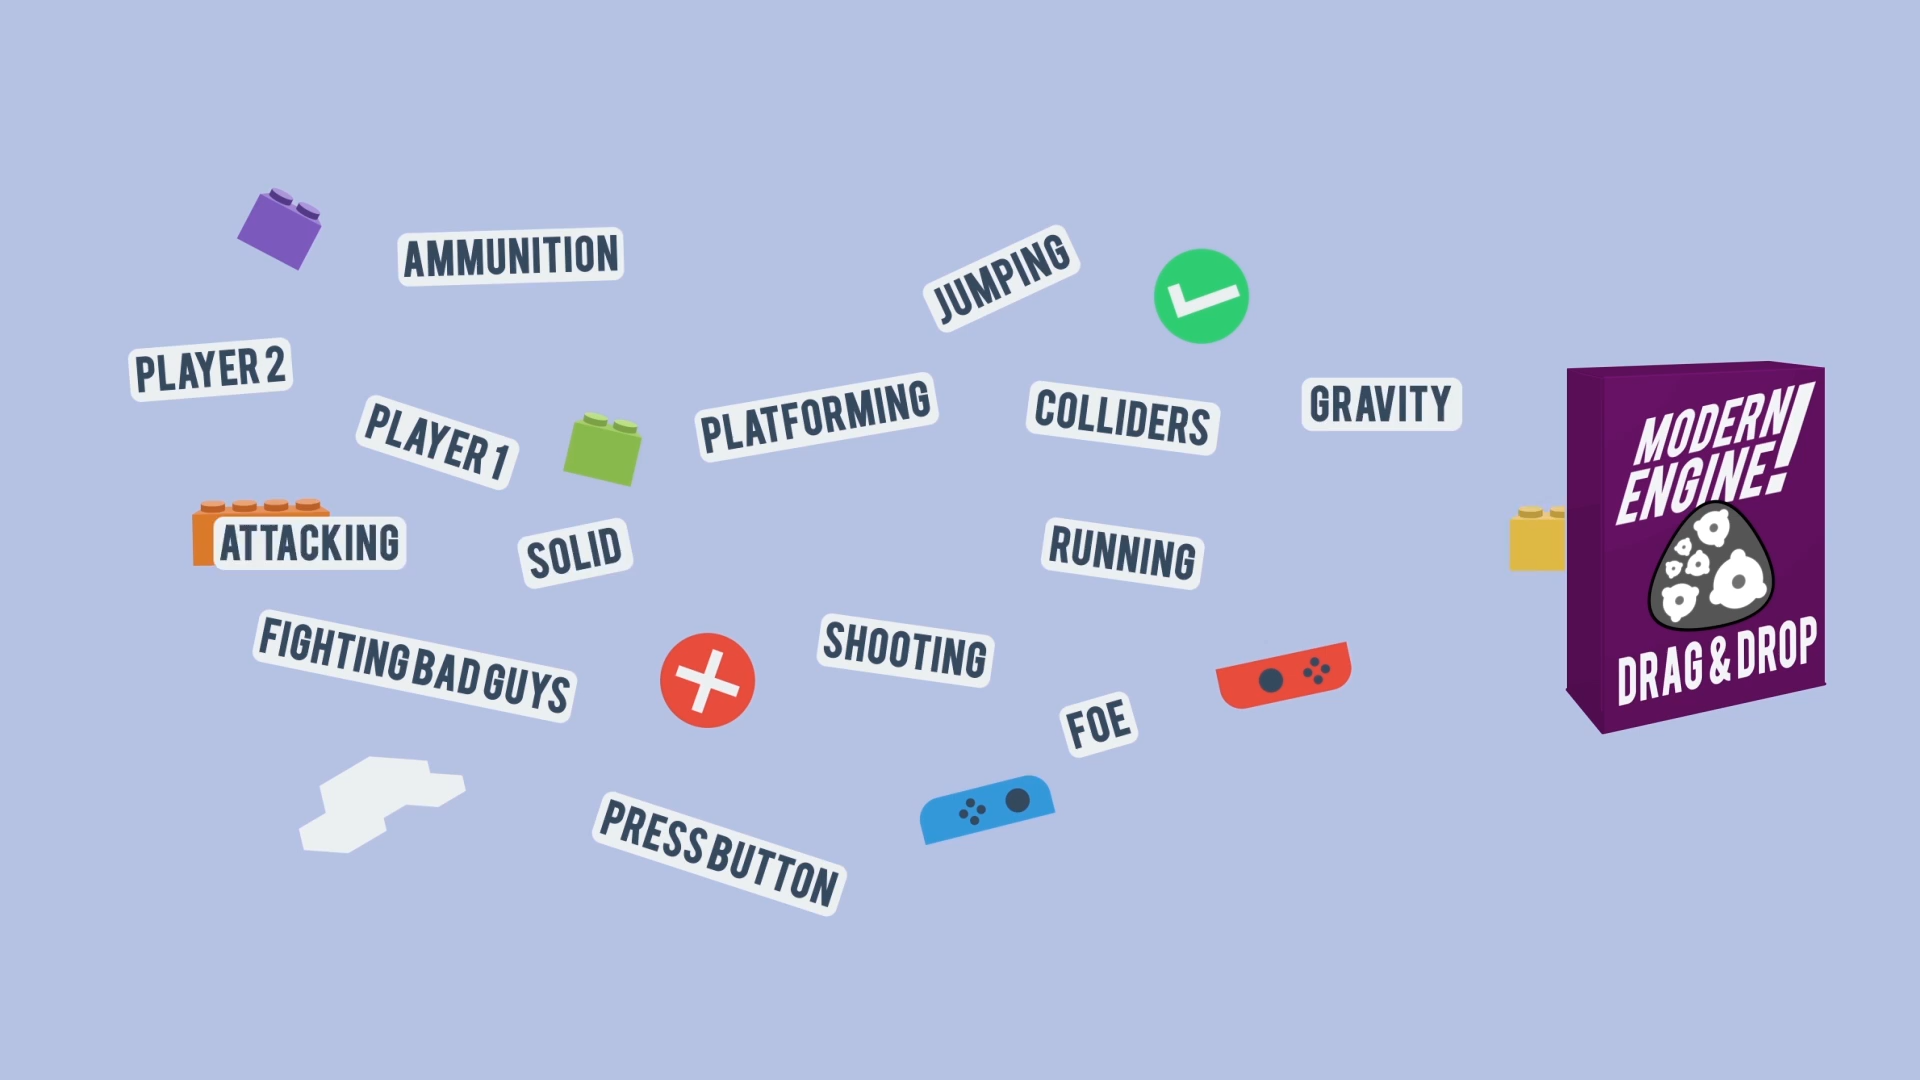 AMMUNITION
JUMPING
PLAYER 2
PLAYER 1
PLATFORMING
COLLIDERS
GRAVITY
ATTACKING
SOLID
RUNNING
FIGHTING BAD GUYS
SHOOTING
FOE
PRESS BUTTON
MODERN
ENGINE!
DRAG & DROP